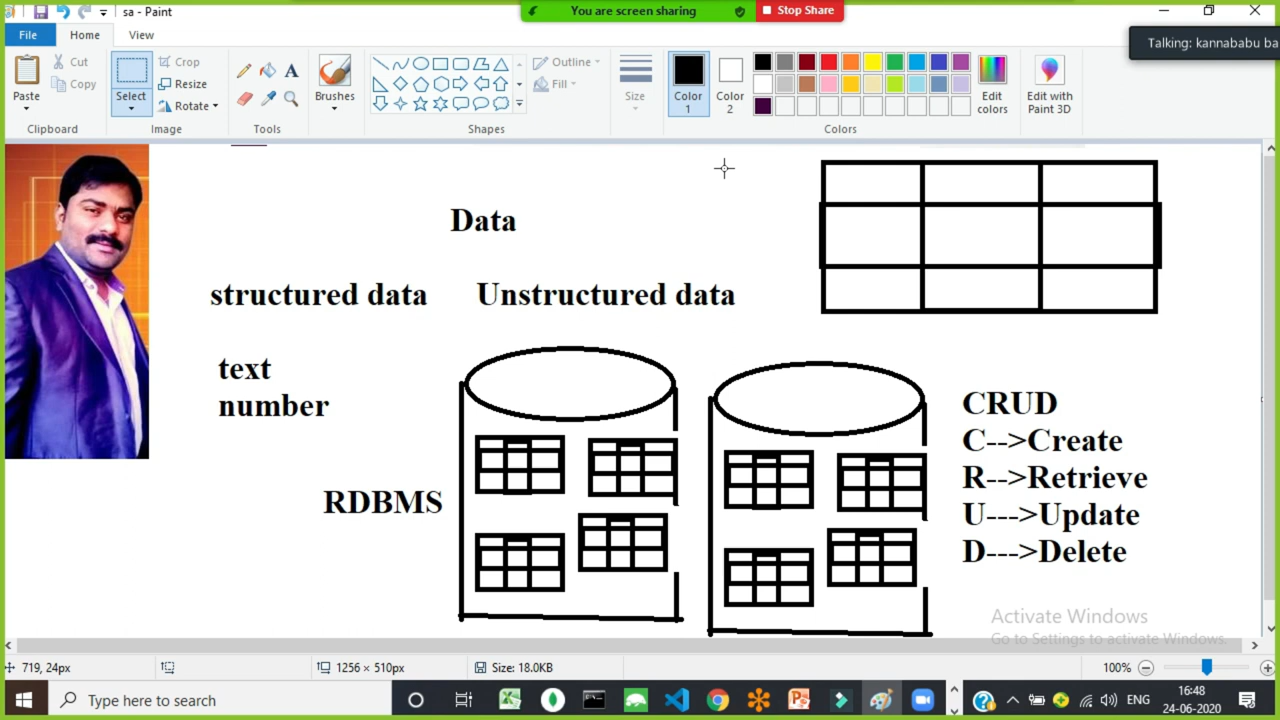 sa - Paint
You are screen sharing
Stop Share
File
Home
View
Talking: kannababu ba
Paste
Cut
Copy
Select
Crop
Resize
Rotate
A
Brushes
Outline
Fill
Size
Color
1
Color
2
Edit
colors
Edit with
Paint 3D
Clipboard
Image
Tools
Shapes
Colors
Data
structured data
Unstructured data
text
number
RDBMS
CRUD
C-->Create
R-->Retrieve
U--->Update
D--->Delete
Activate Windows
Go to Settings to activate Windows.
719, 24px
1256 × 510px
Size: 18.0KB
100%
Type here to search
ENG
16:48
24-06-2020